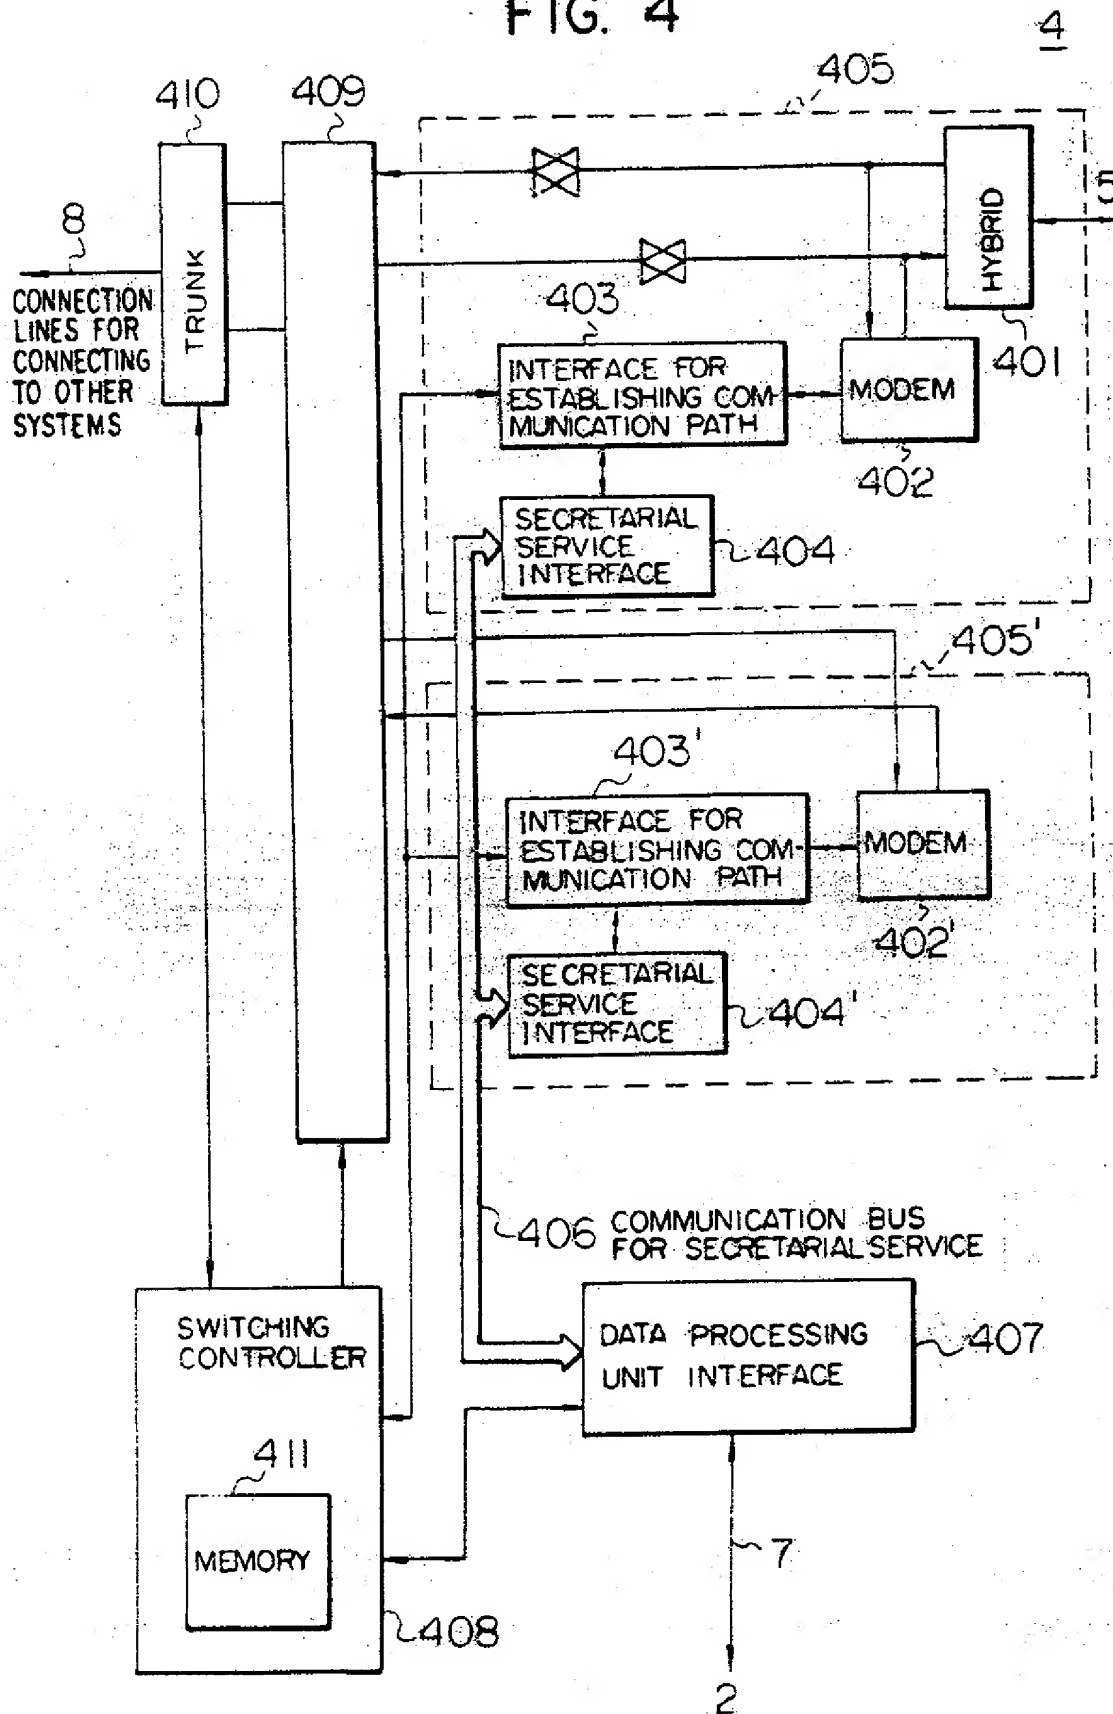 FIG. 4
4
410
409
405
8
CONNECTION
LINES FOR
CONNECTING
TO OTHER
SYSTEMS
TRUNK
HYBRID
5
401
403
INTERFACE FOR
ESTABLISHING COM-
MUNICATION PATH
MODEM
402
SECRETARIAL
SERVICE
INTERFACE
404
405'
403'
INTERFACE FOR
ESTABLISHING COM-
MUNICATION PATH
MODEM
402'
SECRETARIAL
SERVICE
INTERFACE
404'
406 COMMUNICATION BUS
FOR SECRETARIAL SERVICE
SWITCHING
CONTROLLER
DATA PROCESSING
UNIT INTERFACE
407
411
MEMORY
408
7
2